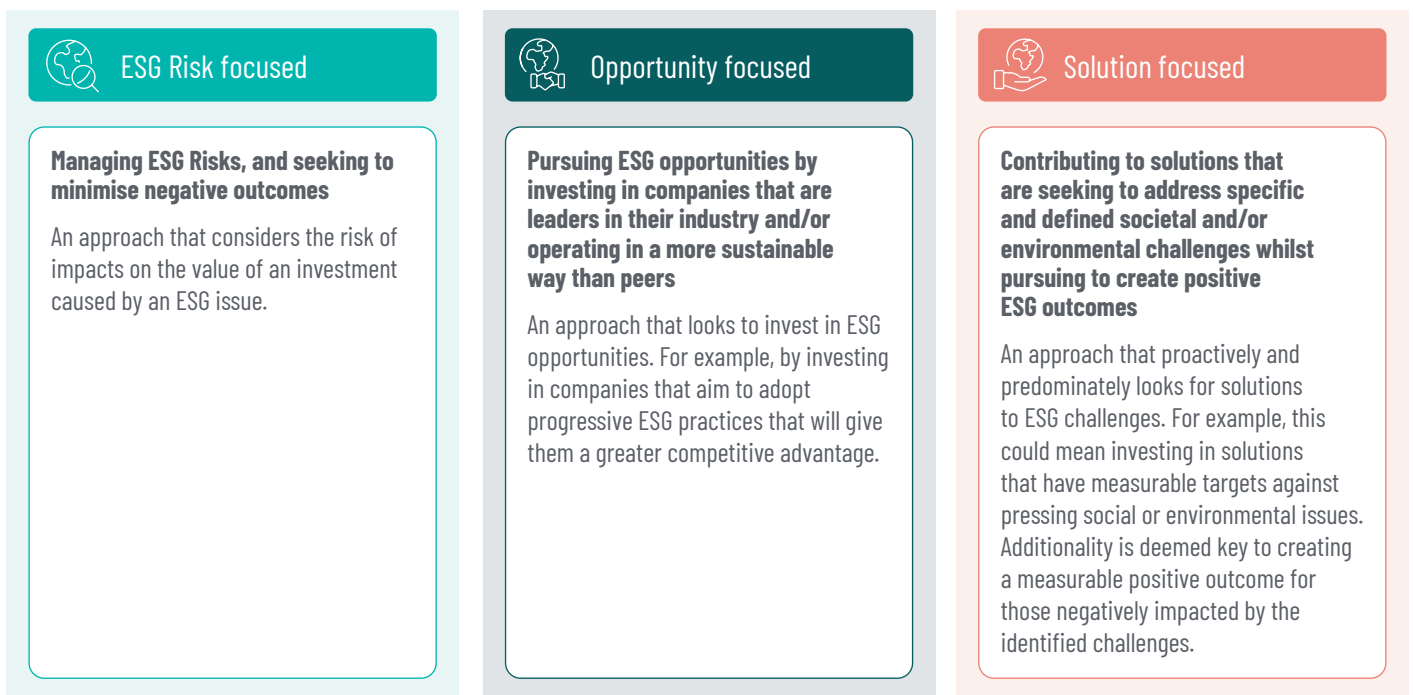 ESG Risk focused
Managing ESG Risks, and seeking to
minimise negative outcomes
An approach that considers the risk of
impacts on the value of an investment
caused by an ESG issue.
Opportunity focused
Pursuing ESG opportunities by
investing in companies that are
leaders in their industry and/or
operating in a more sustainable
way than peers
An approach that looks to invest in ESG
opportunities. For example, by investing
in companies that aim to adopt
progressive ESG practices that will give
them a greater competitive advantage.
Solution focused
Contributing to solutions that
are seeking to address specific
and defined societal and/or
environmental challenges whilst
pursuing to create positive
ESG outcomes
An approach that proactively and
predominately looks for solutions
to ESG challenges. For example, this
could mean investing in solutions
that have measurable targets against
pressing social or environmental issues.
Additionality is deemed key to creating
a measurable positive outcome for
those negatively impacted by the
identified challenges.